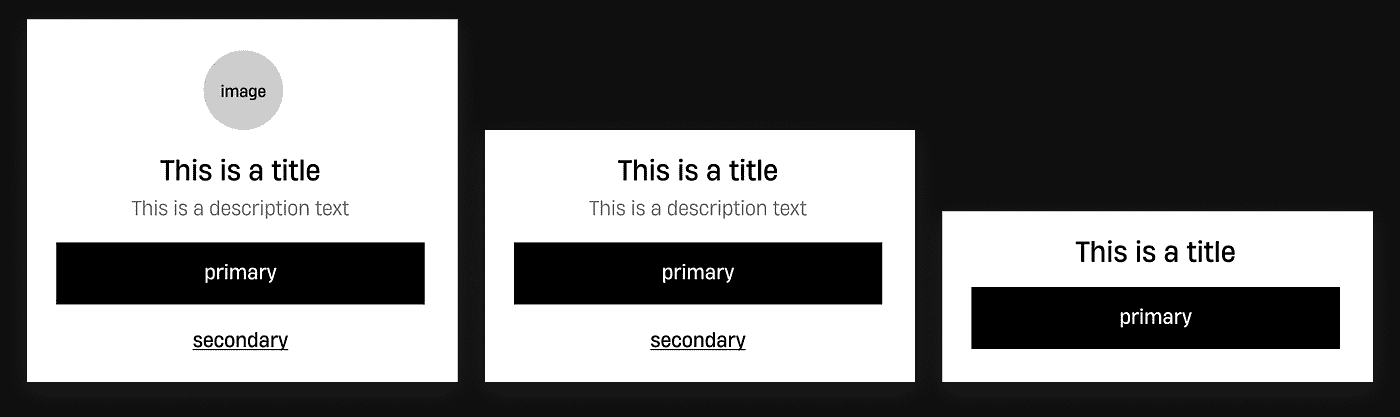 image
This is a title
This is a description text
primary
secondary
This is a title
This is a description text
primary
secondary
This is a title
primary